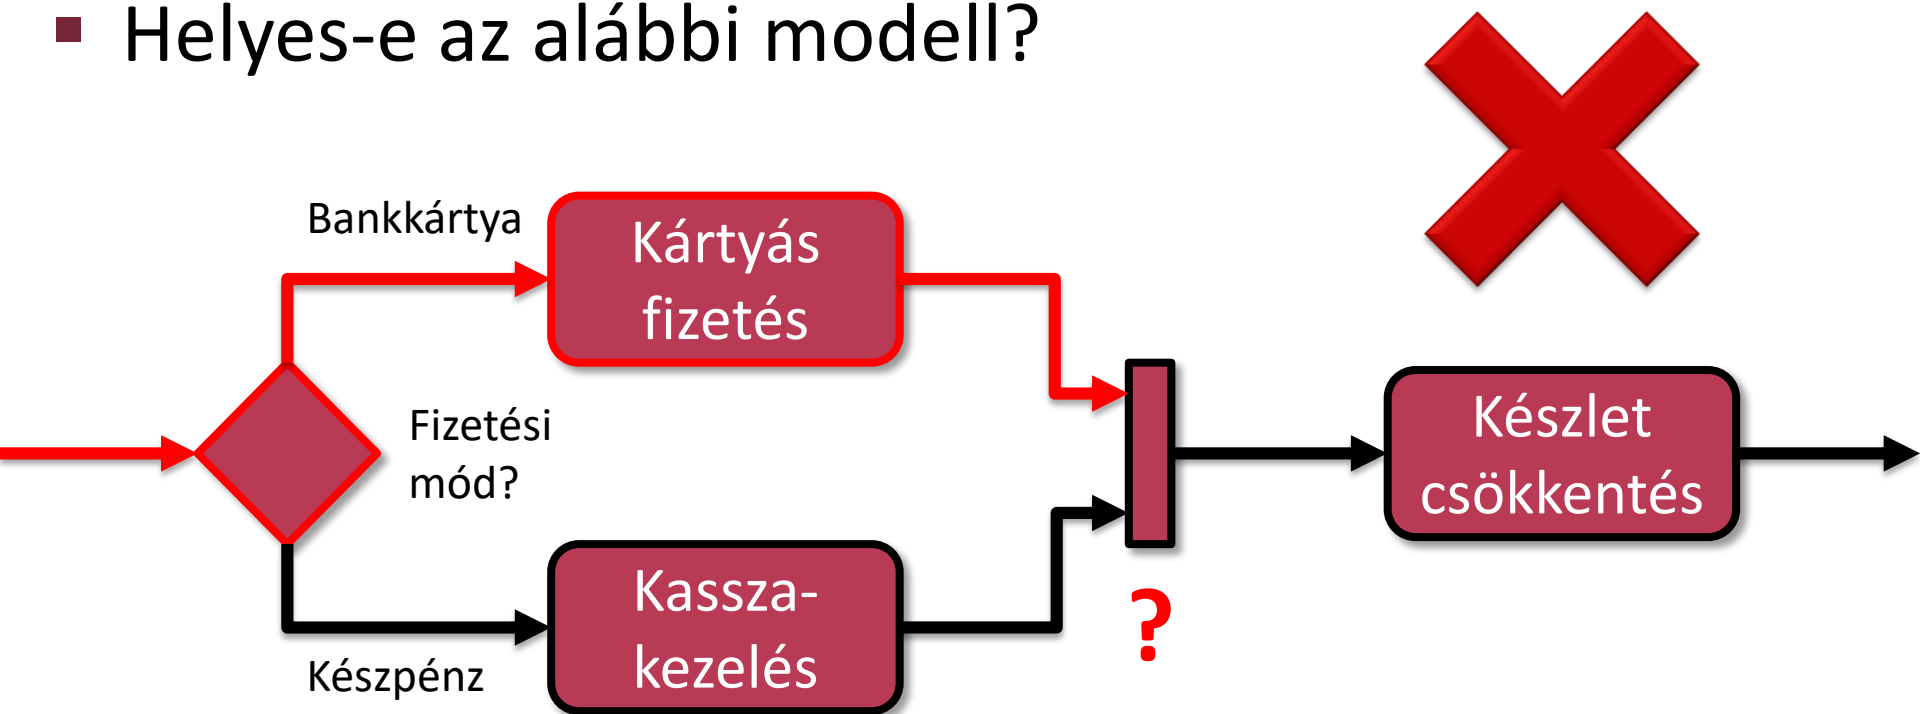 Helyes-e az alábbi modell?
Bankkártya
Kártyás
fizetés
Fizetési
mód?
Készlet
csökkentés
Kassza-
kezelés
Készpénz
?